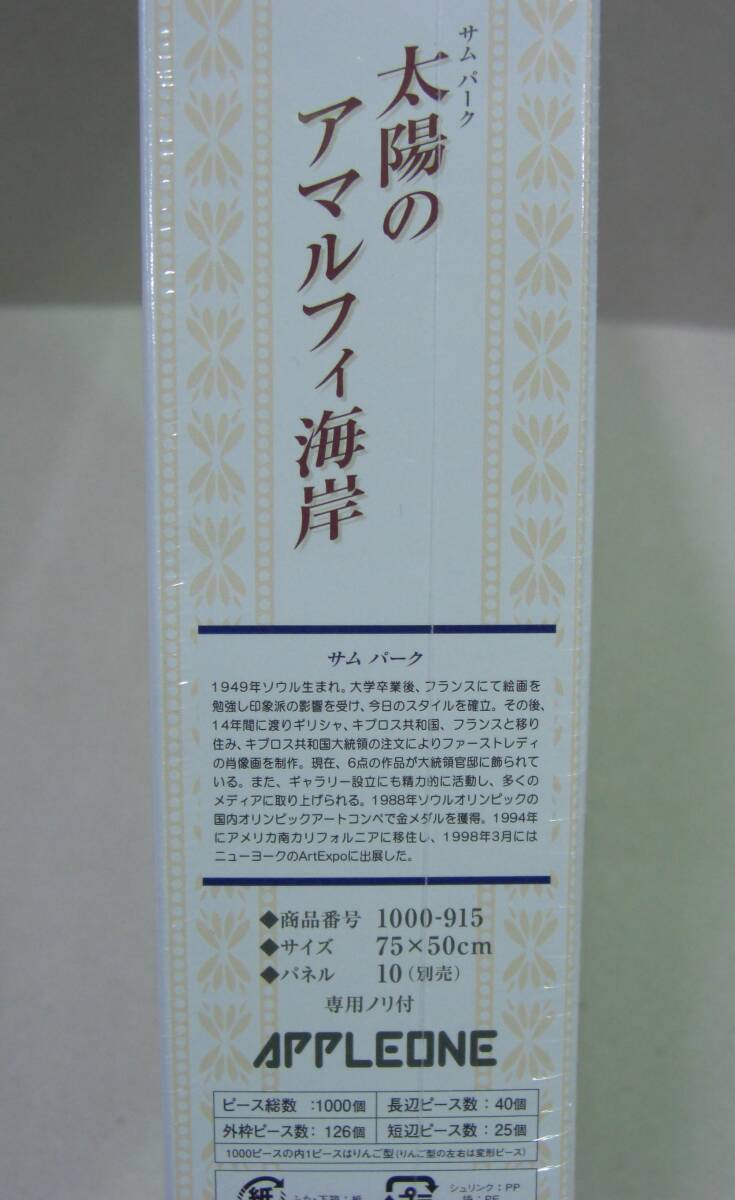 サム パーク
太陽の
アマルフィ海岸
サム パーク
1949年ソウル生まれ。大学卒業後、フランスにて絵画を
勉強し印象派の影響を受け、今日のスタイルを確立。その後、
14年間に渡りギリシャ、キプロス共和国、フランスと移り
住み、キプロス共和国大統領の注文によりファーストレディ
の肖像画を制作。現在、6点の作品が大統領官邸に飾られて
いる。また、ギャラリー設立にも精力的に活動し、多くの
メディアに取り上げられる。1988年ソウルオリンピックの
国内オリンピックアートコンペで金メダルを獲得。1994年
にアメリカ南カリフォルニアに移住し、1998年3月には
ニューヨークのArtExpoに出展した。
◆商品番号 1000-915
◆サイズ 75×50cm
◆パネル 10(別売)
専用ノリ付
APPLEONE
ピース総数 :1000個 長辺ピース数:40個
外枠ピース数:126個 短辺ピース数:25個
1000ピースの内1ピースはりんご型(りんご型の左右は変形ピース)
紙 プラ シュリンク:PP